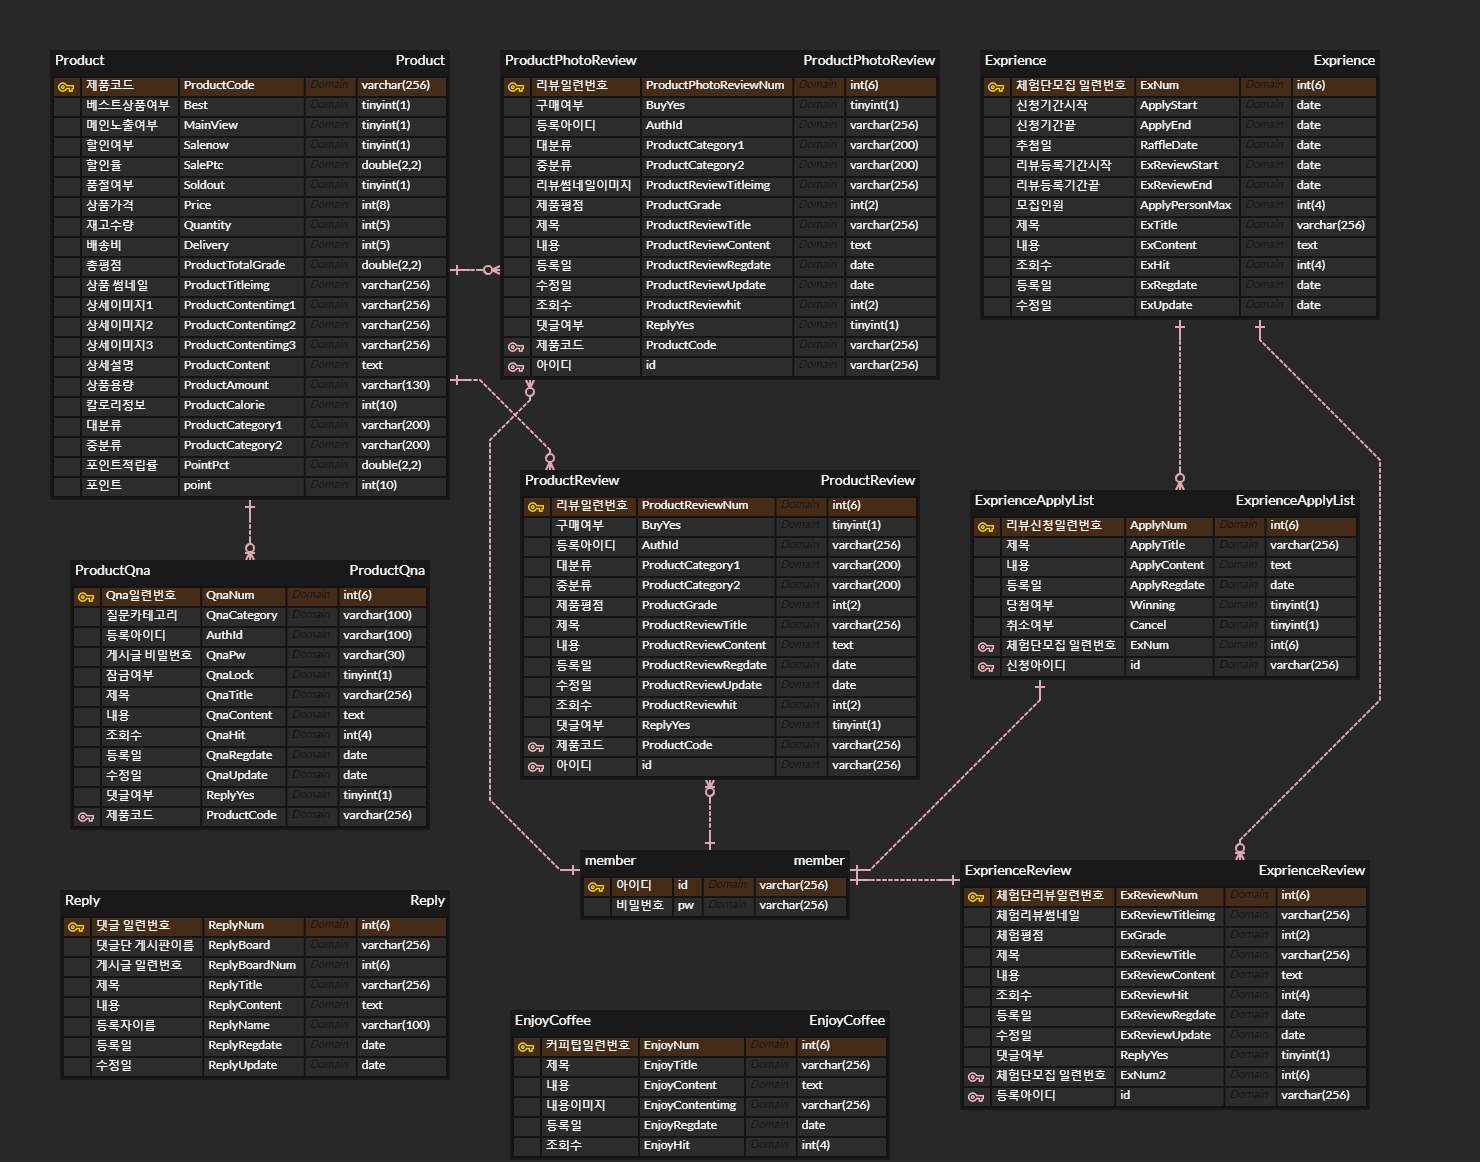 Product Product
제품코드 ProductCode Domain varchar(256)
베스트상품여부 Best Domain tinyint(1)
메인노출여부 MainView Domain tinyint(1)
할인여부 Salenow Domain tinyint(1)
할인율 SalePtc Domain double(2,2)
품절여부 Soldout Domain tinyint(1)
상품가격 Price Domain int(8)
재고수량 Quantity Domain int(5)
배송비 Delivery Domain int(5)
총평점 ProductTotalGrade Domain double(2,2)
상품 썸네일 ProductTitleimg Domain varchar(256)
상세이미지1 ProductContentimg1 Domain varchar(256)
상세이미지2 ProductContentimg2 Domain varchar(256)
상세이미지3 ProductContentimg3 Domain varchar(256)
상세설명 ProductContent Domain text
상품용량 ProductAmount Domain varchar(130)
칼로리정보 ProductCalorie Domain int(10)
대분류 ProductCategory1 Domain varchar(200)
중분류 ProductCategory2 Domain varchar(200)
포인트적립률 PointPct Domain double(2,2)
포인트 point Domain int(10)
ProductPhotoReview ProductPhotoReview
리뷰일련번호 ProductPhotoReviewNum Domain int(6)
구매여부 BuyYes Domain tinyint(1)
등록아이디 AuthId Domain varchar(256)
대분류 ProductCategory1 Domain varchar(200)
중분류 ProductCategory2 Domain varchar(200)
리뷰썸네일이미지 ProductReviewTitleimg Domain varchar(256)
제품평점 ProductGrade Domain int(2)
제목 ProductReviewTitle Domain varchar(256)
내용 ProductReviewContent Domain text
등록일 ProductReviewRegdate Domain date
수정일 ProductReviewUpdate Domain date
조회수 ProductReviewhit Domain int(2)
댓글여부 ReplyYes Domain tinyint(1)
제품코드 ProductCode Domain varchar(256)
아이디 id Domain varchar(256)
Exprience Exprience
체험단모집 일련번호 ExNum Domain int(6)
신청기간시작 ApplyStart Domain date
신청기간끝 ApplyEnd Domain date
추첨일 RaffleDate Domain date
리뷰등록기간시작 ExReviewStart Domain date
리뷰등록기간끝 ExReviewEnd Domain date
모집인원 ApplyPersonMax Domain int(4)
제목 ExTitle Domain varchar(256)
내용 ExContent Domain text
조회수 ExHit Domain int(4)
등록일 ExRegdate Domain date
수정일 ExUpdate Domain date
ProductReview ProductReview
리뷰일련번호 ProductReviewNum Domain int(6)
구매여부 BuyYes Domain tinyint(1)
등록아이디 AuthId Domain varchar(256)
대분류 ProductCategory1 Domain varchar(200)
중분류 ProductCategory2 Domain varchar(200)
제품평점 ProductGrade Domain int(2)
제목 ProductReviewTitle Domain varchar(256)
내용 ProductReviewContent Domain text
등록일 ProductReviewRegdate Domain date
수정일 ProductReviewUpdate Domain date
조회수 ProductReviewhit Domain int(2)
댓글여부 ReplyYes Domain tinyint(1)
제품코드 ProductCode Domain varchar(256)
아이디 id Domain varchar(256)
ExprienceApplyList ExprienceApplyList
리뷰신청일련번호 ApplyNum Domain int(6)
제목 ApplyTitle Domain varchar(256)
내용 ApplyContent Domain text
등록일 ApplyRegdate Domain date
당첨여부 Winning Domain tinyint(1)
취소여부 Cancel Domain tinyint(1)
체험단모집 일련번호 ExNum Domain int(6)
신청아이디 id Domain varchar(256)
ProductQna ProductQna
Qna일련번호 QnaNum Domain int(6)
질문카테고리 QnaCategory Domain varchar(100)
등록아이디 AuthId Domain varchar(100)
게시글 비밀번호 QnaPw Domain varchar(30)
잠금여부 QnaLock Domain tinyint(1)
제목 QnaTitle Domain varchar(256)
내용 QnaContent Domain text
조회수 QnaHit Domain int(4)
등록일 QnaRegdate Domain date
수정일 QnaUpdate Domain date
댓글여부 ReplyYes Domain tinyint(1)
제품코드 ProductCode Domain varchar(256)
member member
아이디 id Domain varchar(256)
비밀번호 pw Domain varchar(256)
ExprienceReview ExprienceReview
체험단리뷰일련번호 ExReviewNum Domain int(6)
체험리뷰썸네일 ExReviewTitleimg Domain varchar(256)
체험평점 ExGrade Domain int(2)
제목 ExReviewTitle Domain varchar(256)
내용 ExReviewContent Domain text
조회수 ExReviewHit Domain int(4)
등록일 ExReviewRegdate Domain date
수정일 ExReviewUpdate Domain date
댓글여부 ReplyYes Domain tinyint(1)
체험단모집 일련번호 ExNum2 Domain int(6)
등록아이디 id Domain varchar(256)
Reply Reply
댓글 일련번호 ReplyNum Domain int(6)
댓글단 게시판이름 ReplyBoard Domain varchar(256)
게시글 일련번호 ReplyBoardNum Domain int(6)
제목 ReplyTitle Domain varchar(256)
내용 ReplyContent Domain text
등록자이름 ReplyName Domain varchar(100)
등록일 ReplyRegdate Domain date
수정일 ReplyUpdate Domain date
EnjoyCoffee EnjoyCoffee
커피팁일련번호 EnjoyNum Domain int(6)
제목 EnjoyTitle Domain varchar(256)
내용 EnjoyContent Domain text
내용이미지 EnjoyContentimg Domain varchar(256)
등록일 EnjoyRegdate Domain date
조회수 EnjoyHit Domain int(4)